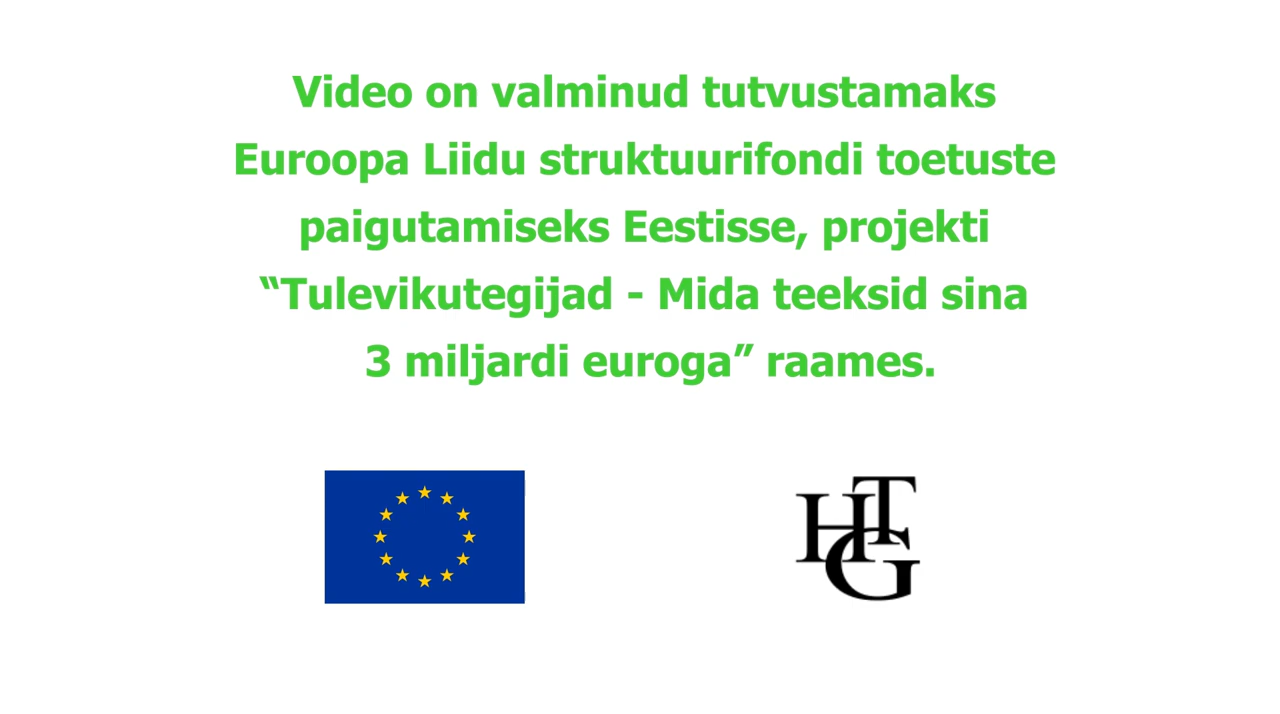 Video on valminud tutvustamaks
Euroopa Liidu struktuurifondi toetuste
paigutamiseks Eestisse, projekti
“Tulevikutegijad - Mida teeksid sina
3 miljardi euroga” raames.
HTG